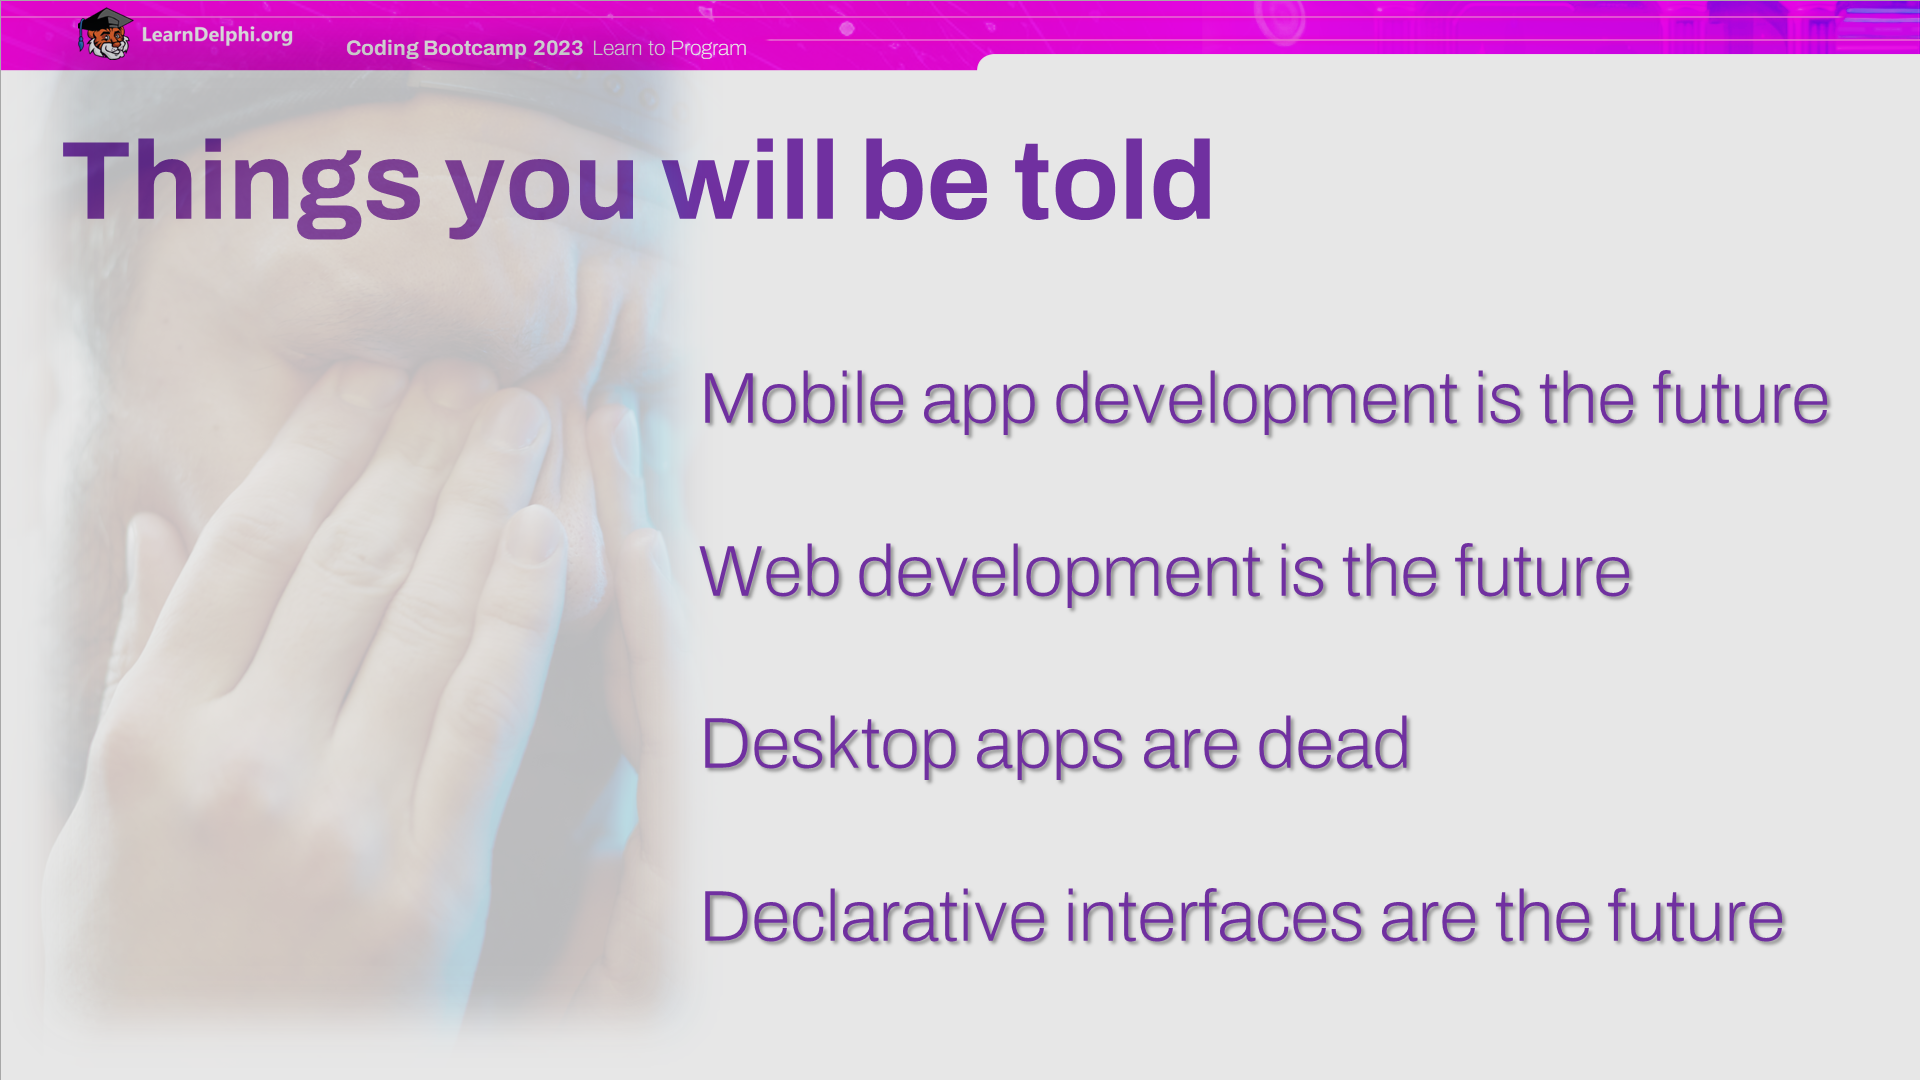 LearnDelphi.org
Coding Bootcamp 2023 Learn to Program
Things you will be told
Mobile app development is the future
Web development is the future
Desktop apps are dead
Declarative interfaces are the future